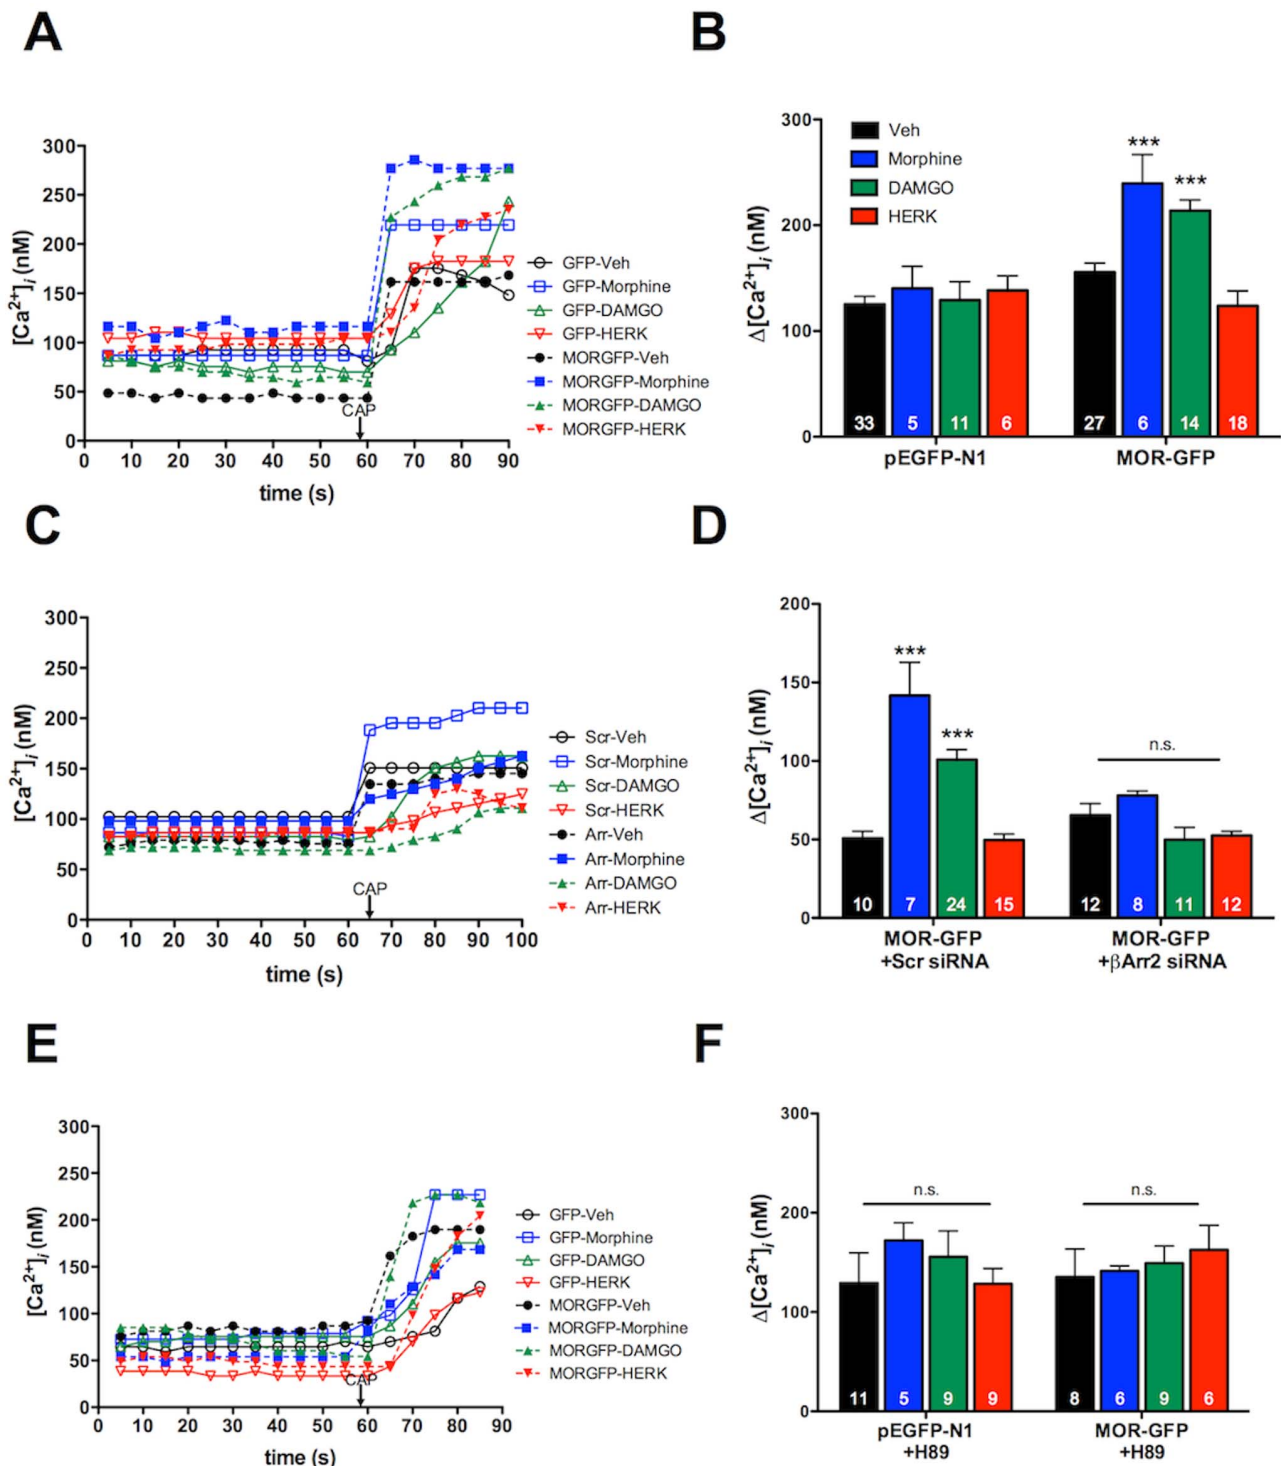 A
[Ca2+]i (nM)
300
250
200
150
100
50
0
0 10 20 30 40 50 60 70 80 90
time (s)
CAP
GFP-Veh
GFP-Morphine
GFP-DAMGO
GFP-HERK
MORGFP-Veh
MORGFP-Morphine
MORGFP-DAMGO
MORGFP-HERK
B
Δ[Ca2+]i (nM)
300
200
100
0
Veh
Morphine
DAMGO
HERK
***
***
33 5 11 6 27 6 14 18
pEGFP-N1 MOR-GFP
C
[Ca2+]i (nM)
300
250
200
150
100
50
0
0 10 20 30 40 50 60 70 80 90 100
time (s)
CAP
Scr-Veh
Scr-Morphine
Scr-DAMGO
Scr-HERK
Arr-Veh
Arr-Morphine
Arr-DAMGO
Arr-HERK
D
Δ[Ca2+]i (nM)
200
150
100
50
0
***
***
n.s.
10 7 24 15 12 8 11 12
MOR-GFP MOR-GFP
+Scr siRNA +βArr2 siRNA
E
[Ca2+]i (nM)
300
250
200
150
100
50
0
0 10 20 30 40 50 60 70 80 90
time (s)
CAP
GFP-Veh
GFP-Morphine
GFP-DAMGO
GFP-HERK
MORGFP-Veh
MORGFP-Morphine
MORGFP-DAMGO
MORGFP-HERK
F
Δ[Ca2+]i (nM)
300
200
100
0
n.s. n.s.
11 5 9 9 8 6 9 6
pEGFP-N1 MOR-GFP
+H89 +H89